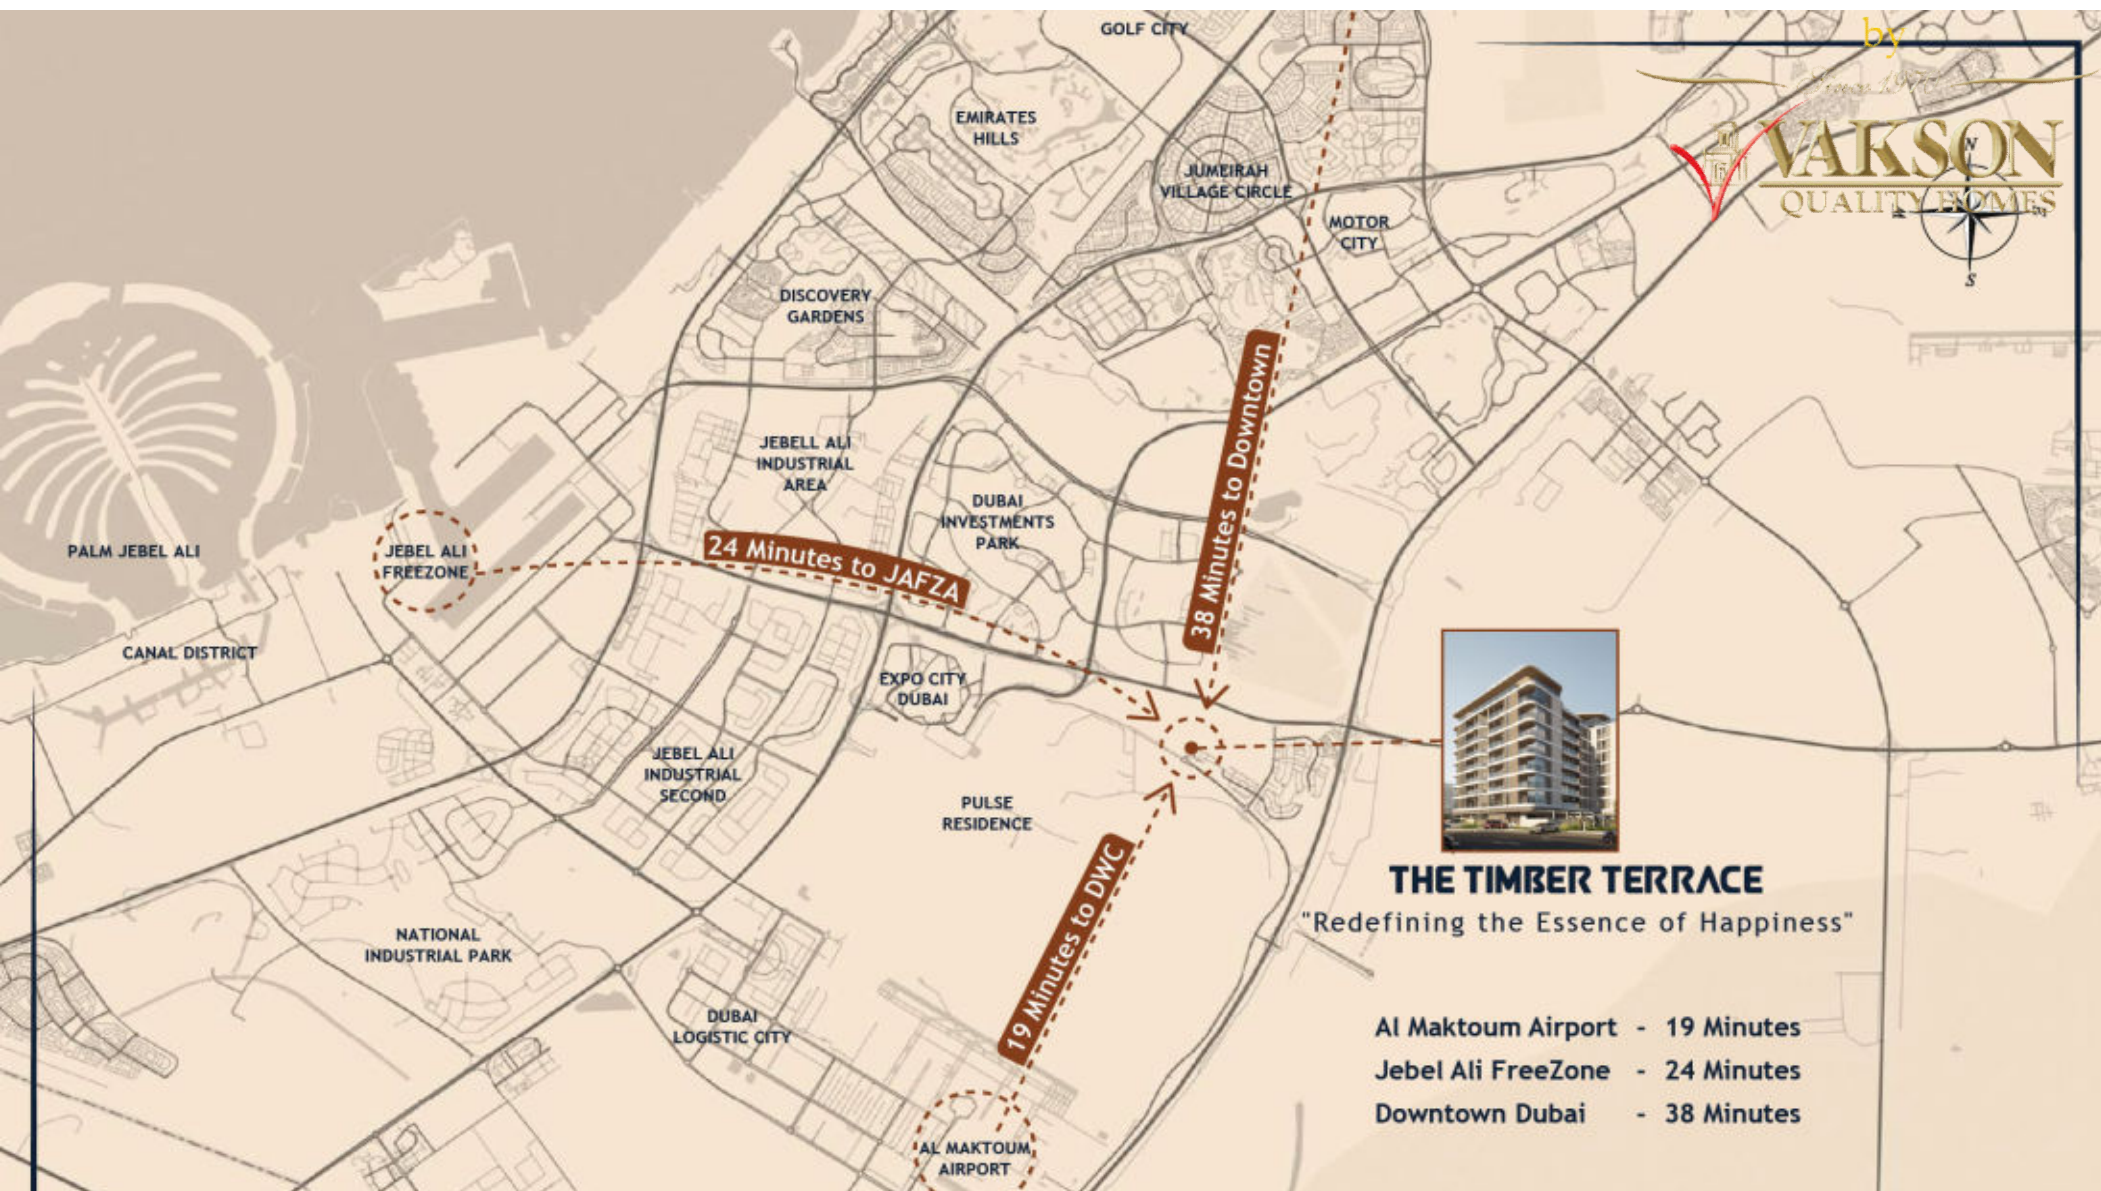 GOLF CITY
by
Since 197
VAKSON
QUALITY HOMES
N
S
EMIRATES
HILLS
JUMEIRAH
VILLAGE CIRCLE
MOTOR
CITY
DISCOVERY
GARDENS
38 Minutes to Downtown
JEBELL ALI
INDUSTRIAL
AREA
DUBAI
INVESTMENTS
PARK
PALM JEBEL ALI
JEBEL ALI
FREEZONE
24 Minutes to JAFZA
CANAL DISTRICT
EXPO CITY
DUBAI
JEBEL ALI
INDUSTRIAL
SECOND
PULSE
RESIDENCE
19 Minutes to DWC
THE TIMBER TERRACE
"Redefining the Essence of Happiness"
NATIONAL
INDUSTRIAL PARK
DUBAI
LOGISTIC CITY
AL MAKTOUM
AIRPORT
Al Maktoum Airport - 19 Minutes
Jebel Ali FreeZone - 24 Minutes
Downtown Dubai - 38 Minutes